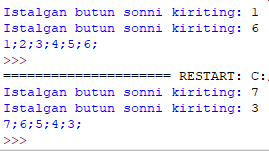 Istalgan butun sonni kiriting: 1
Istalgan butun sonni kiriting: 6
1;2;3;4;5;6;
>>>
===================== RESTART: C:/
Istalgan butun sonni kiriting: 7
Istalgan butun sonni kiriting: 3
7;6;5;4;3;
>>>